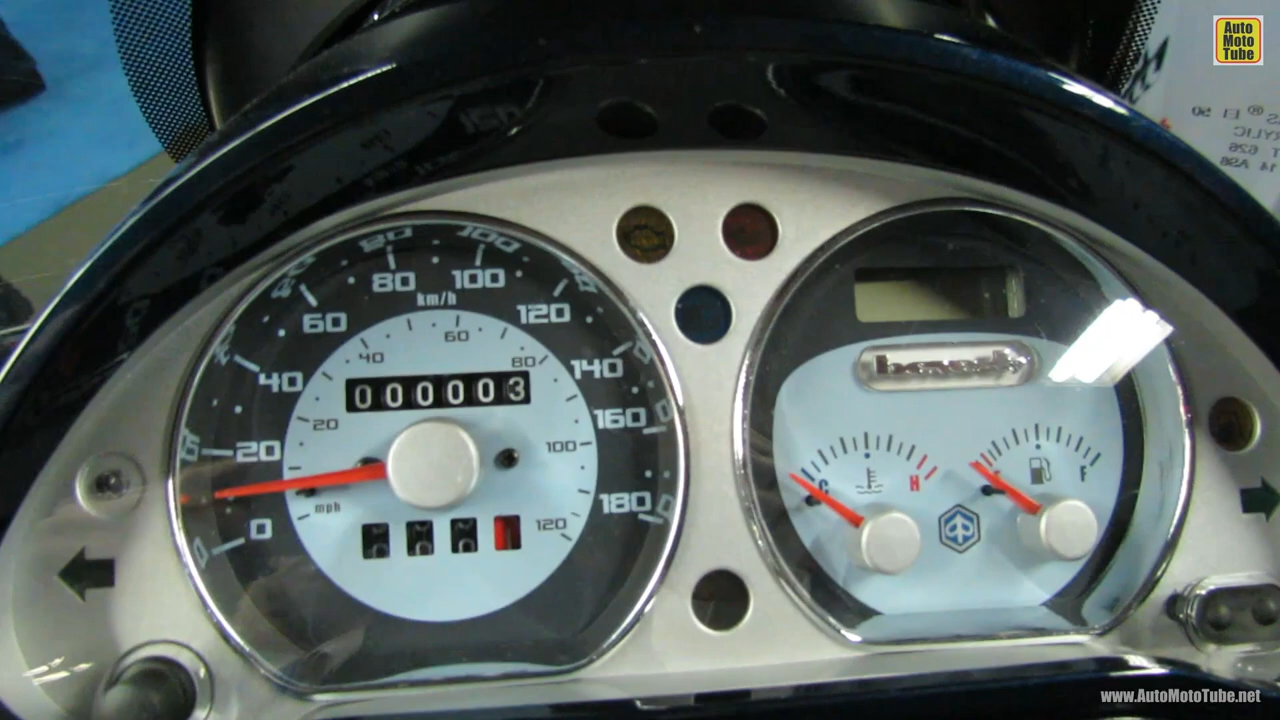 Auto
Moto
Tube
80 100
km/h
60 120
60
40 80
40 140
000003
20 160
20 100
mph
0 180
120
C H F
www.AutoMotoTube.net